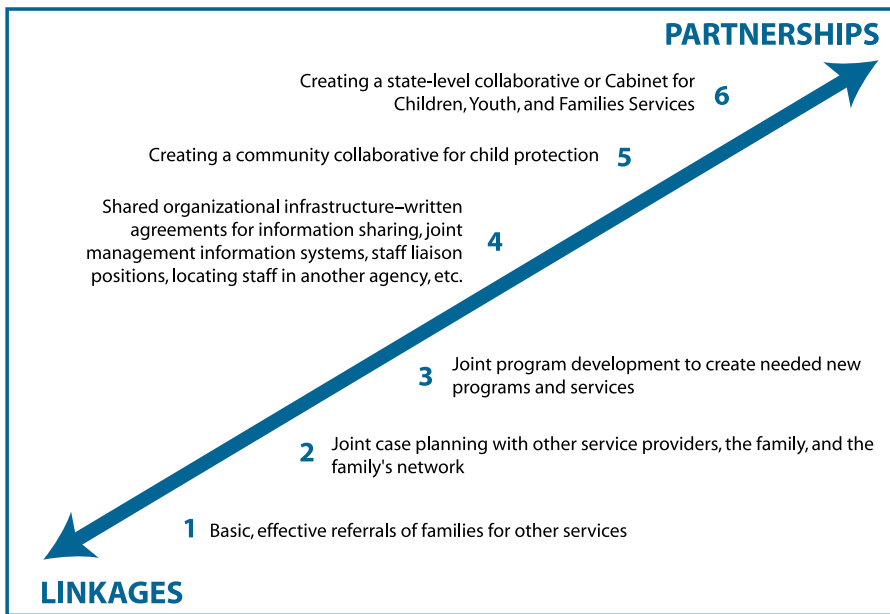 PARTNERSHIPS
Creating a state-level collaborative or Cabinet for
Children, Youth, and Families Services
6
Creating a community collaborative for child protection
5
Shared organizational infrastructure–written
agreements for information sharing, joint
management information systems, staff liaison
positions, locating staff in another agency, etc.
4
3
Joint program development to create needed new
programs and services
2
Joint case planning with other service providers, the family, and the
family's network
1
Basic, effective referrals of families for other services
LINKAGES